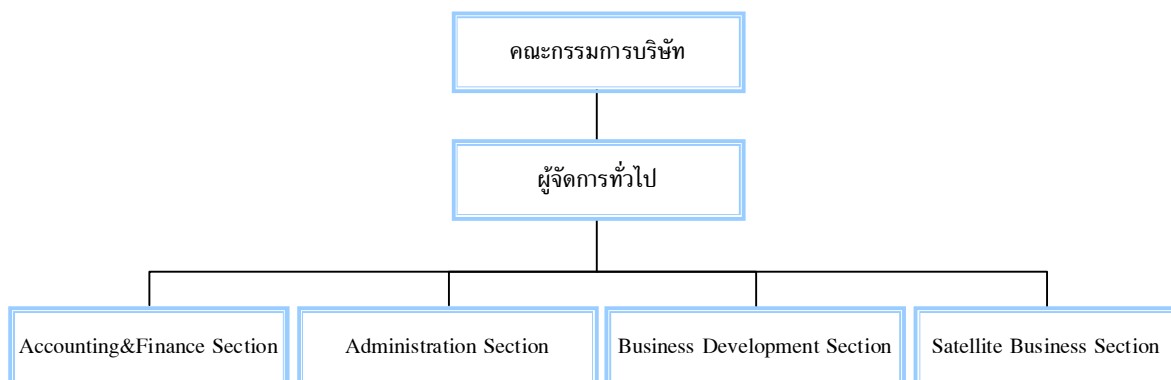 คณะกรรมการบริษัท
ผู้จัดการทั่วไป
Accounting&Finance Section
Administration Section
Business Development Section
Satellite Business Section